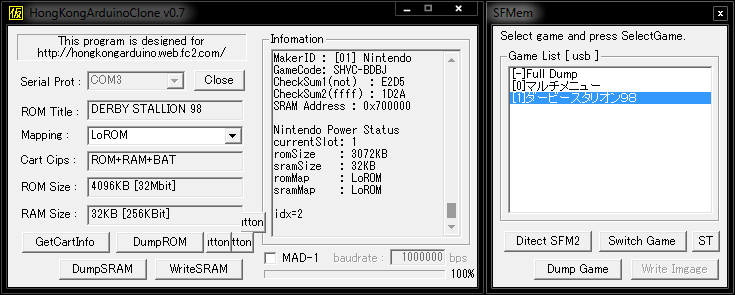 仮 HongKongArduinoClone v0.7
This program is designed for
http://hongkongarduino.web.fc2.com/
Serial Prot : COM3 Close
ROM Title : DERBY STALLION 98
Mapping : LoROM
Cart Cips : ROM+RAM+BAT
ROM Size : 4096KB [32Mbit]
RAM Size : 32KB [256KBit]
utton
GetCartInfo DumpROM utton utton
DumpSRAM WriteSRAM
Infomation
MakerID : [01] Nintendo
GameCode: SHVC-BDBJ
CheckSum1(not) : E2D5
CheckSum2(ffff) : 1D2A
SRAM Address : 0x700000
Nintendo Power Status
currentSlot: 1
romSize : 3072KB
sramSize : 32KB
romMap : LoROM
sramMap : LoROM
idx=2
MAD-1 baudrate : 1000000 bps
100%
SFMem
Select game and press SelectGame.
Game List [ usb ]
[-]Full Dump
[0]マルチメニュー
[1]ダービースタリオン98
Ditect SFM2 Switch Game ST
Dump Game Write Imgage